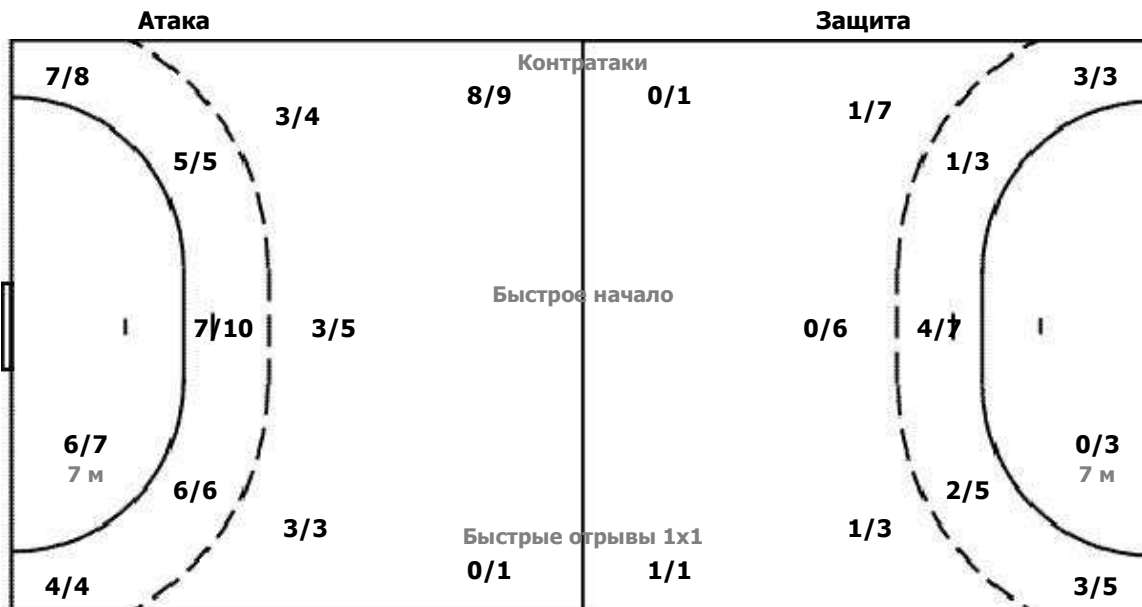 Атака Защита
Контратаки
7/8 3/3
8/9 0/1
3/4 1/7
5/5 1/3
Быстрое начало
7/10 3/5 0/6 4/7
6/7 0/3
7 м 7 м
6/6 2/5
3/3 1/3
Быстрые отрывы 1x1
0/1 1/1
4/4 3/5